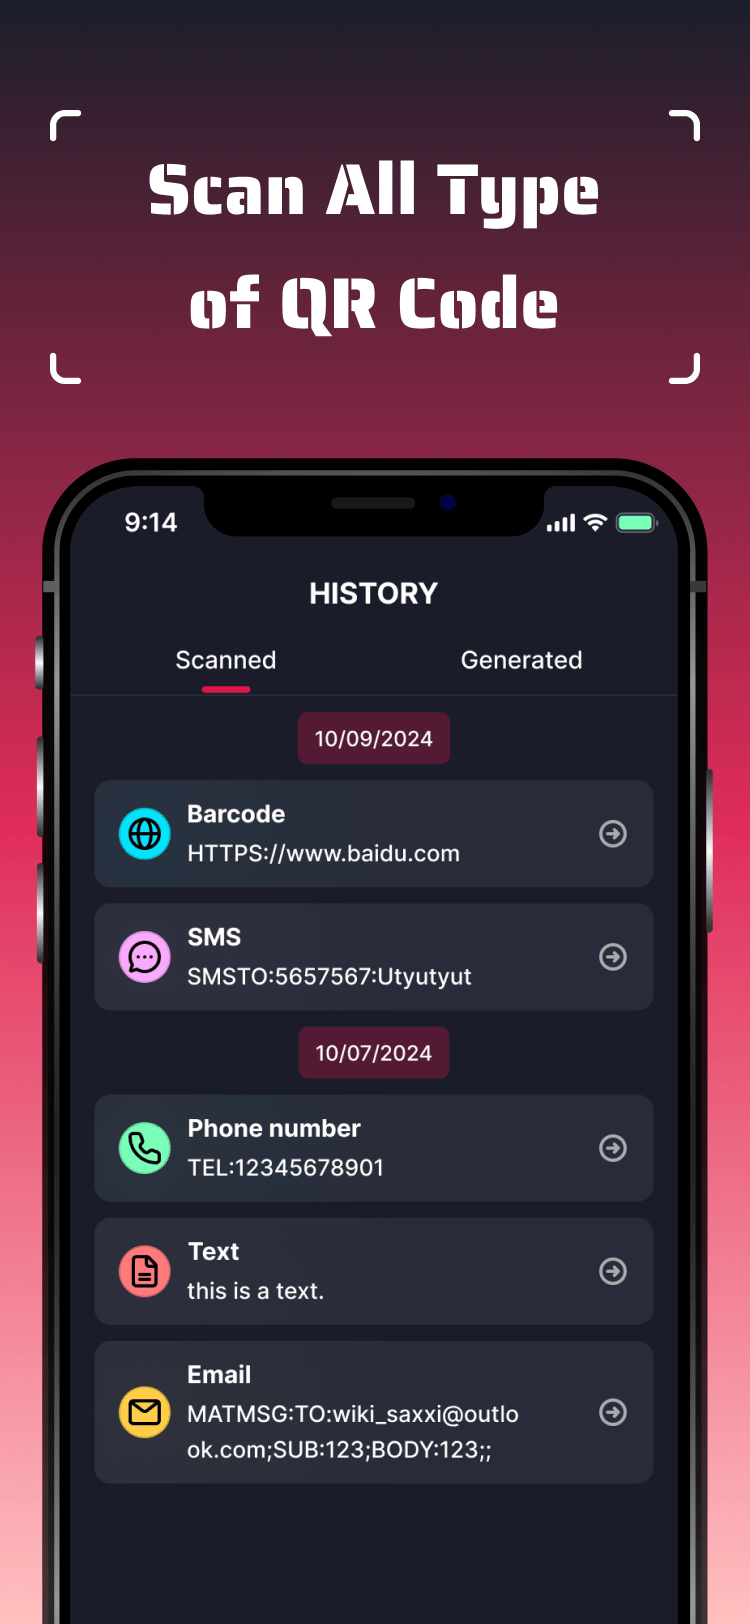 Scan All Type
of QR Code
9:14
HISTORY
Scanned
Generated
10/09/2024
Barcode
HTTPS://www.baidu.com
SMS
SMSTO:5657567:Utyutyut
10/07/2024
Phone number
TEL:12345678901
Text
this is a text.
Email
MATMSG:TO:wiki_saxxi@outlo
ok.com;SUB:123;BODY:123;;